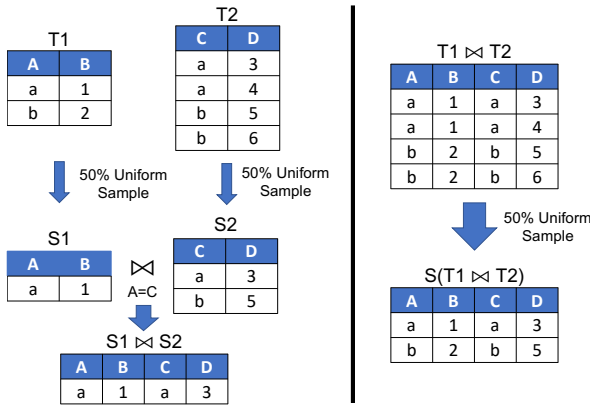 T1
A B
a 1
b 2
T2
C D
a 3
a 4
b 5
b 6
50% Uniform
Sample
50% Uniform
Sample
S1
A B
a 1
⋈
A=C
S2
C D
a 3
b 5
S1 ⋈ S2
A B C D
a 1 a 3
T1 ⋈ T2
A B C D
a 1 a 3
a 1 a 4
b 2 b 5
b 2 b 6
50% Uniform
Sample
S(T1 ⋈ T2)
A B C D
a 1 a 3
b 2 b 5